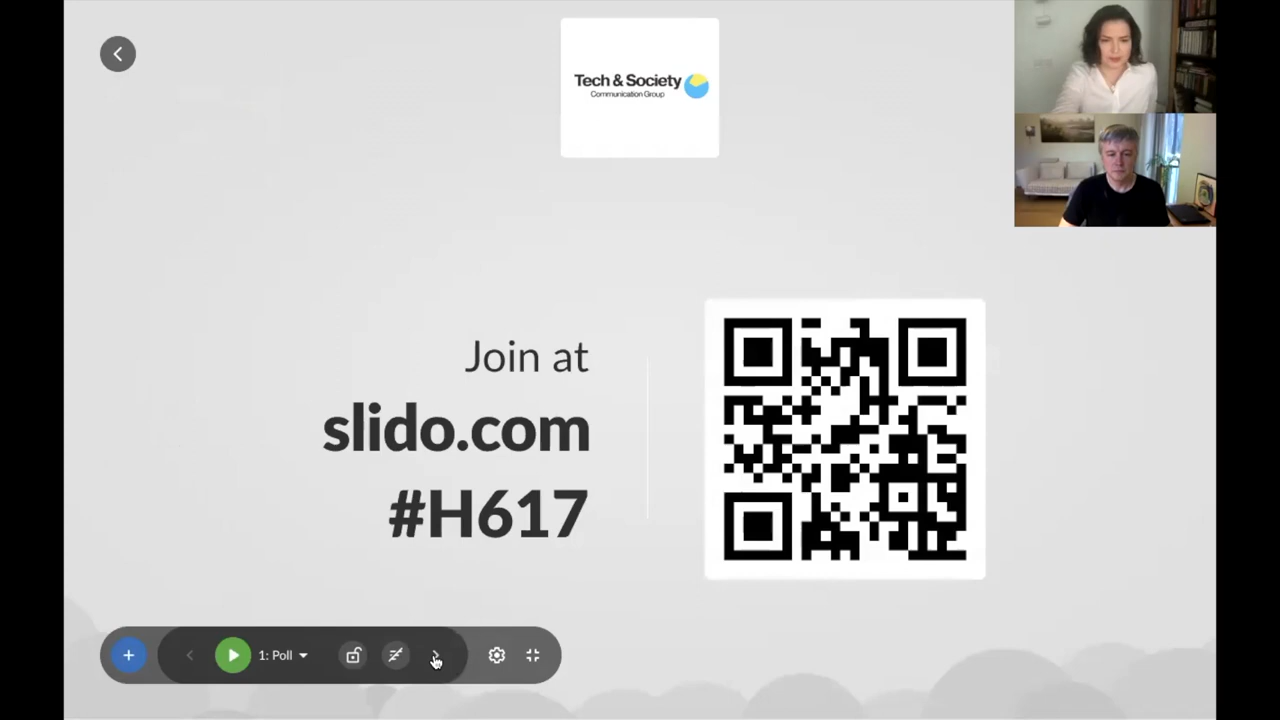 Tech & Society
Communication Group
Join at
slido.com
#H617
1: Poll